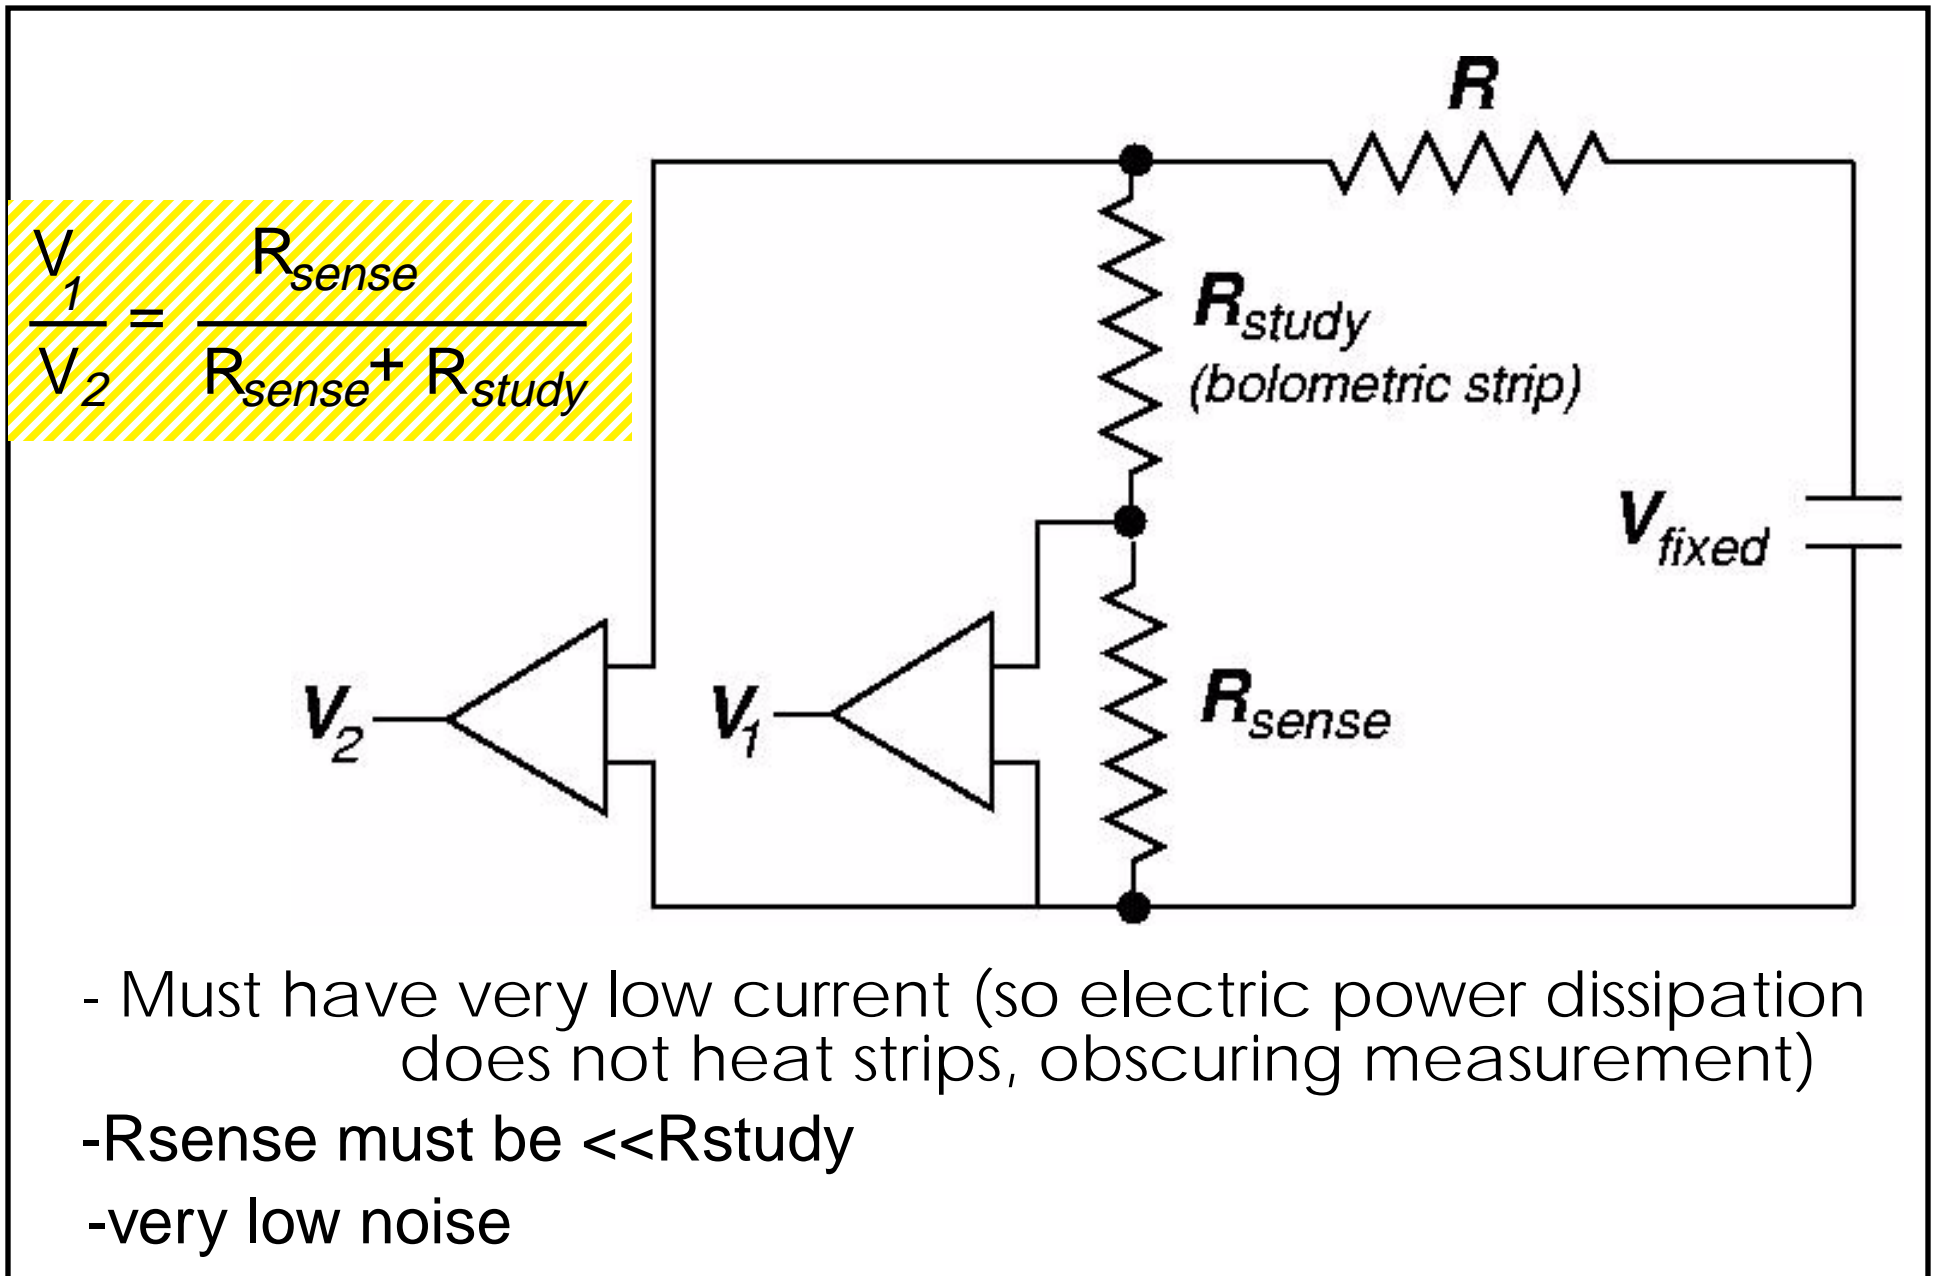 R
V1
V2
=
Rsense
Rsense+ Rstudy
Rstudy
(bolometric strip)
Vfixed
V2
V1
Rsense
- Must have very low current (so electric power dissipation
does not heat strips, obscuring measurement)
-Rsense must be <<Rstudy
-very low noise